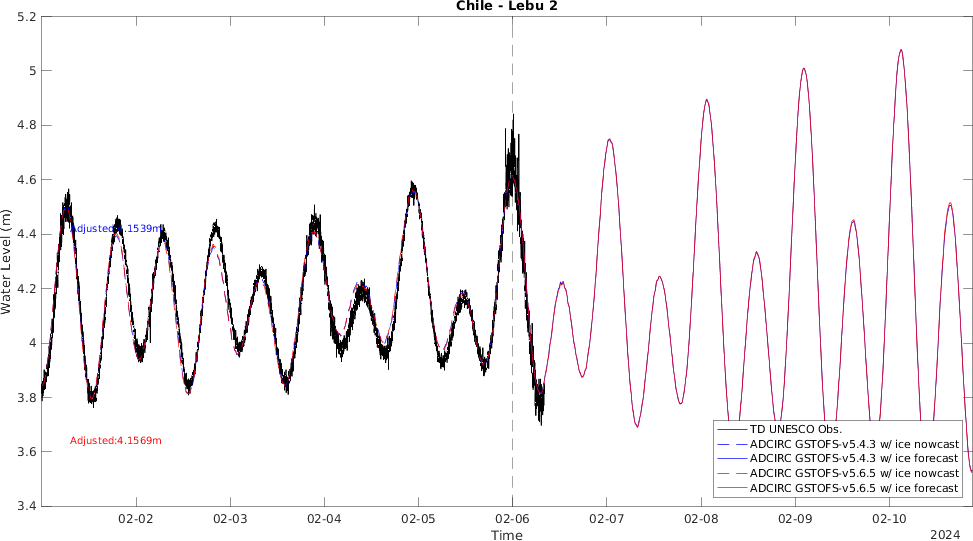 Chile - Lebu 2
5.2
5
4.8
4.6
4.4
4.2
4
3.8
3.6
3.4
Water Level (m)
Adjusted:4.1539m
Adjusted:4.1569m
TD UNESCO Obs.
ADCIRC GSTOFS-v5.4.3 w/ ice nowcast
ADCIRC GSTOFS-v5.4.3 w/ ice forecast
ADCIRC GSTOFS-v5.6.5 w/ ice nowcast
ADCIRC GSTOFS-v5.6.5 w/ ice forecast
02-02 02-03 02-04 02-05 02-06 02-07 02-08 02-09 02-10
Time
2024